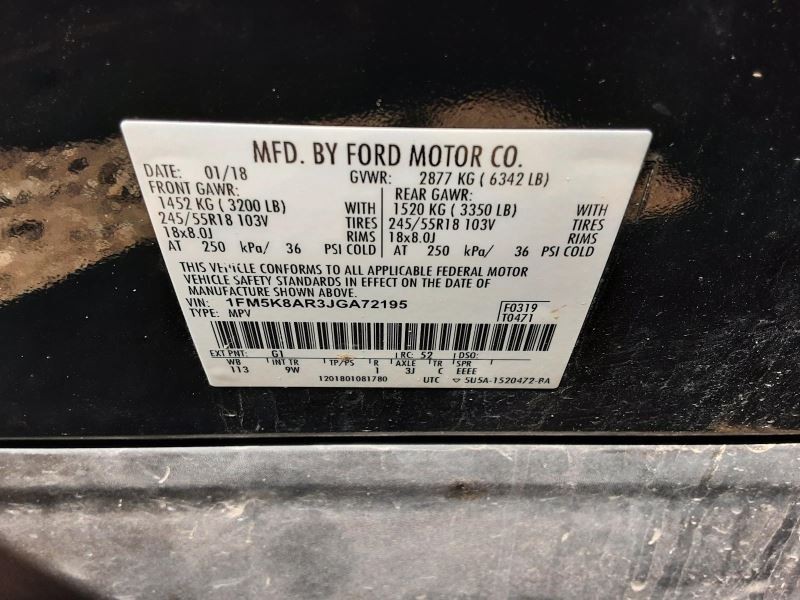 MFD. BY FORD MOTOR CO.
DATE: 01/18 GVWR: 2877 KG ( 6342 LB)
FRONT GAWR: REAR GAWR:
1452 KG ( 3200 LB) WITH 1520 KG ( 3350 LB) WITH
245/55R18 103V TIRES 245/55R18 103V TIRES
18x8.0J RIMS 18x8.0J RIMS
AT 250 kPa/ 36 PSI COLD AT 250 kPa/ 36 PSI COLD
THIS VEHICLE CONFORMS TO ALL APPLICABLE FEDERAL MOTOR
VEHICLE SAFETY STANDARDS IN EFFECT ON THE DATE OF
MANUFACTURE SHOWN ABOVE.
VIN: 1FM5K8AR3JGA72195 F0319
TYPE: MPV T0471
EXT PNT: G1 RC: 52 DSO:
WB INT TR TP/PS R AXLE TR SPR
113 9W I 3J C EEEE
1201801081780 UTC ▽ 5U5A-1520472-BA